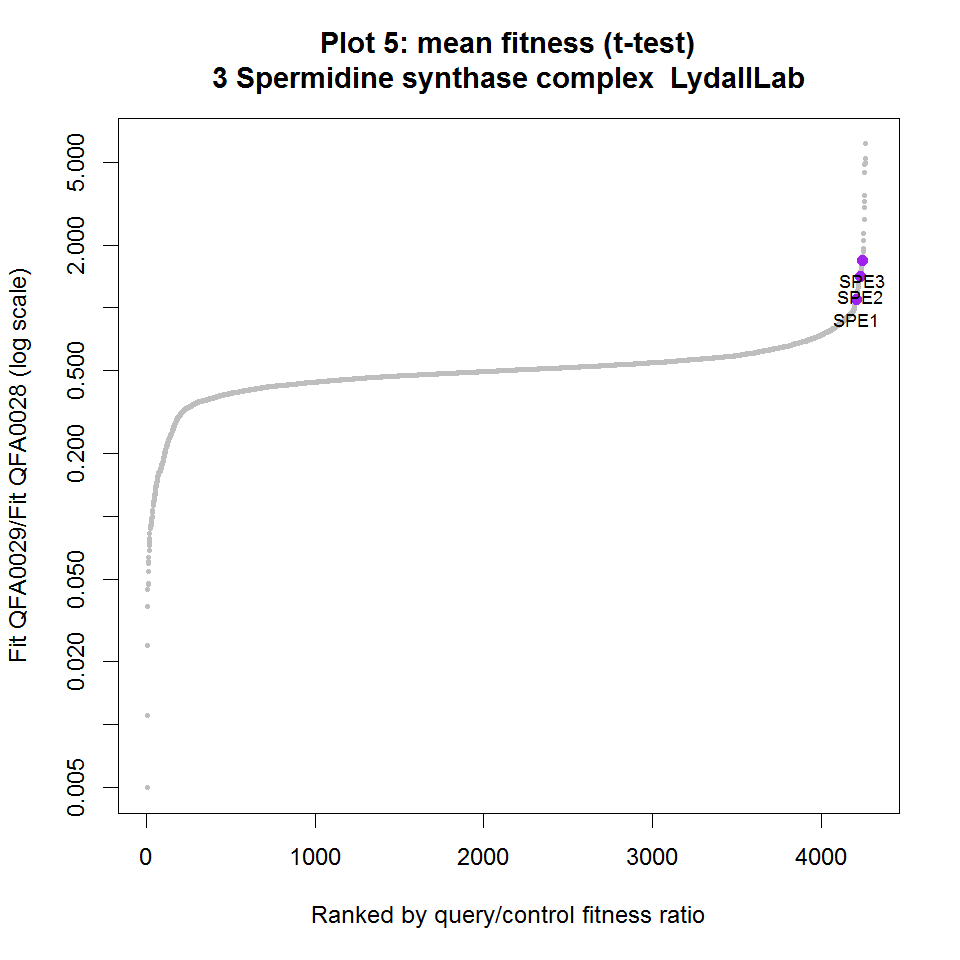 Plot 5: mean fitness (t-test)
3 Spermidine synthase complex  LydallLab
Fit QFA0029/Fit QFA0028 (log scale)
5.000
2.000
0.500
0.200
0.050
0.020
0.005
SPE3
SPE2
SPE1
0
1000
2000
3000
4000
Ranked by query/control fitness ratio